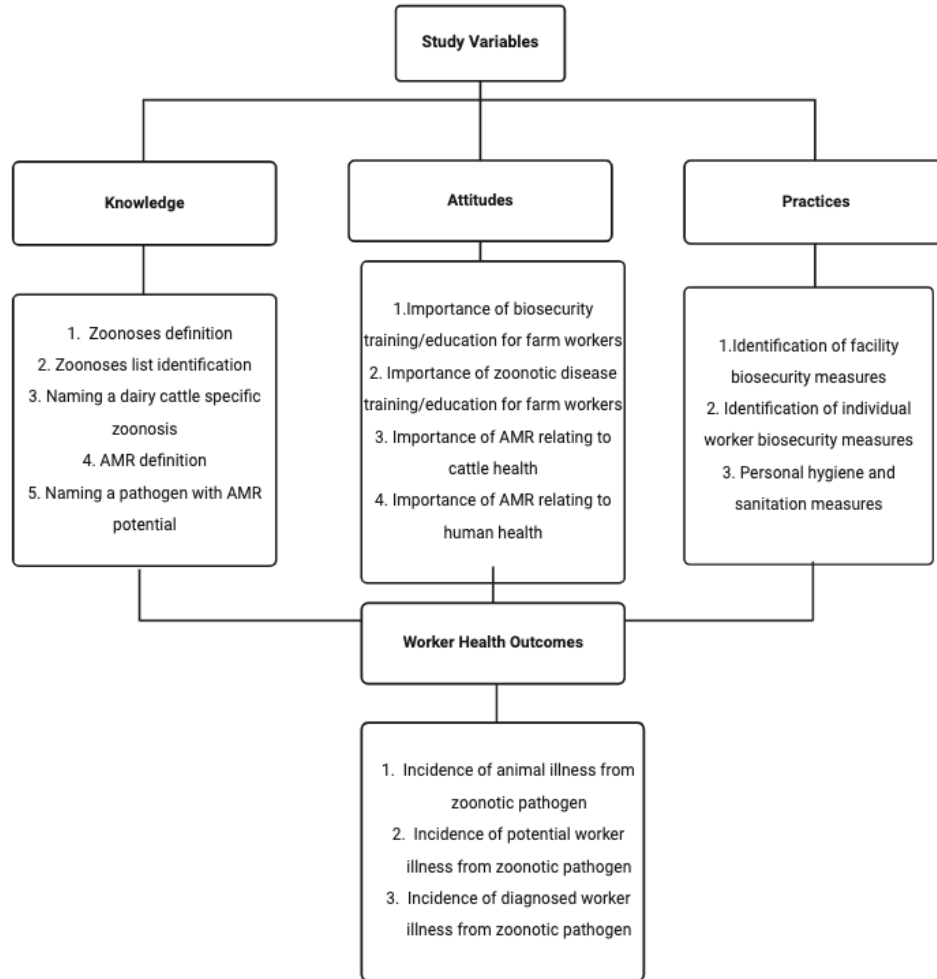 Study Variables
Knowledge
Attitudes
Practices
1. Zoonoses definition
2. Zoonoses list identification
3. Naming a dairy cattle specific
zoonosis
4. AMR definition
5. Naming a pathogen with AMR
potential
1.Importance of biosecurity
training/education for farm workers
2. Importance of zoonotic disease
training/education for farm workers
3. Importance of AMR relating to
cattle health
4. Importance of AMR relating to
human health
1.Identification of facility
biosecurity measures
2. Identification of individual
worker biosecurity measures
3. Personal hygiene and
sanitation measures
Worker Health Outcomes
1. Incidence of animal illness from
zoonotic pathogen
2. Incidence of potential worker
illness from zoonotic pathogen
3. Incidence of diagnosed worker
illness from zoonotic pathogen